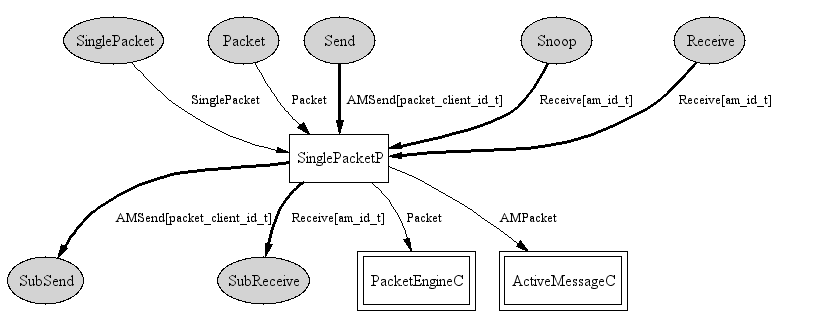 SinglePacket
Packet
Send
Snoop
Receive
SinglePacket
Packet
AMSend[packet_client_id_t]
Receive[am_id_t]
Receive[am_id_t]
SinglePacketP
AMSend[packet_client_id_t]
Receive[am_id_t]
Packet
AMPacket
SubSend
SubReceive
PacketEngineC
ActiveMessageC